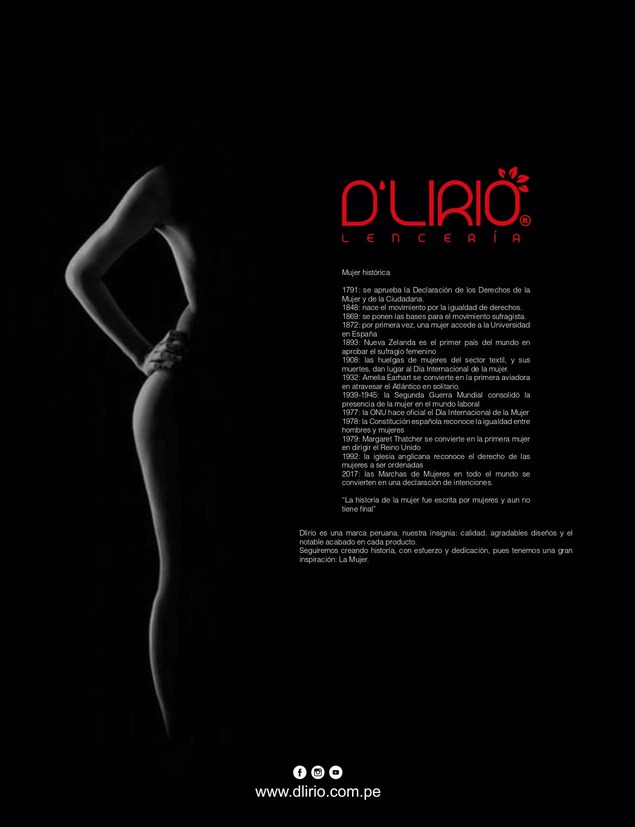 D'LIRIO®
LENCERÍA
Mujer histórica
1791: se aprueba la Declaración de los Derechos de la
Mujer y de la Ciudadana.
1848: nace el movimiento por la igualdad de derechos.
1869: se ponen las bases para el movimiento sufragista.
1872: por primera vez, una mujer accede a la Universidad
en España
1893: Nueva Zelanda es el primer país del mundo en
aprobar el sufragio femenino
1908: las huelgas de mujeres del sector textil, y sus
muertes, dan lugar al Día Internacional de la mujer.
1932: Amelia Earhart se convierte en la primera aviadora
en atravesar el Atlántico en solitario.
1939-1945: la Segunda Guerra Mundial consolidó la
presencia de la mujer en el mundo laboral
1977: la ONU hace oficial el Dia Internacional de la Mujer
1978: la Constitución española reconoce la igualdad entre
hombres y mujeres
1979: Margaret Thatcher se convierte en la primera mujer
en dirigir el Reino Unido
1992: la iglesia anglicana reconoce el derecho de las
mujeres a ser ordenadas
2017: las Marchas de Mujeres en todo el mundo se
convierten en una declaración de intenciones.
“La historia de la mujer fue escrita por mujeres y aun no
tiene final”
Dlirio es una marca peruana, nuestra insignia: calidad, agradables diseños y el
notable acabado en cada producto.
Seguiremos creando historia, con esfuerzo y dedicación, pues tenemos una gran
inspiración: La Mujer.
www.dlirio.com.pe